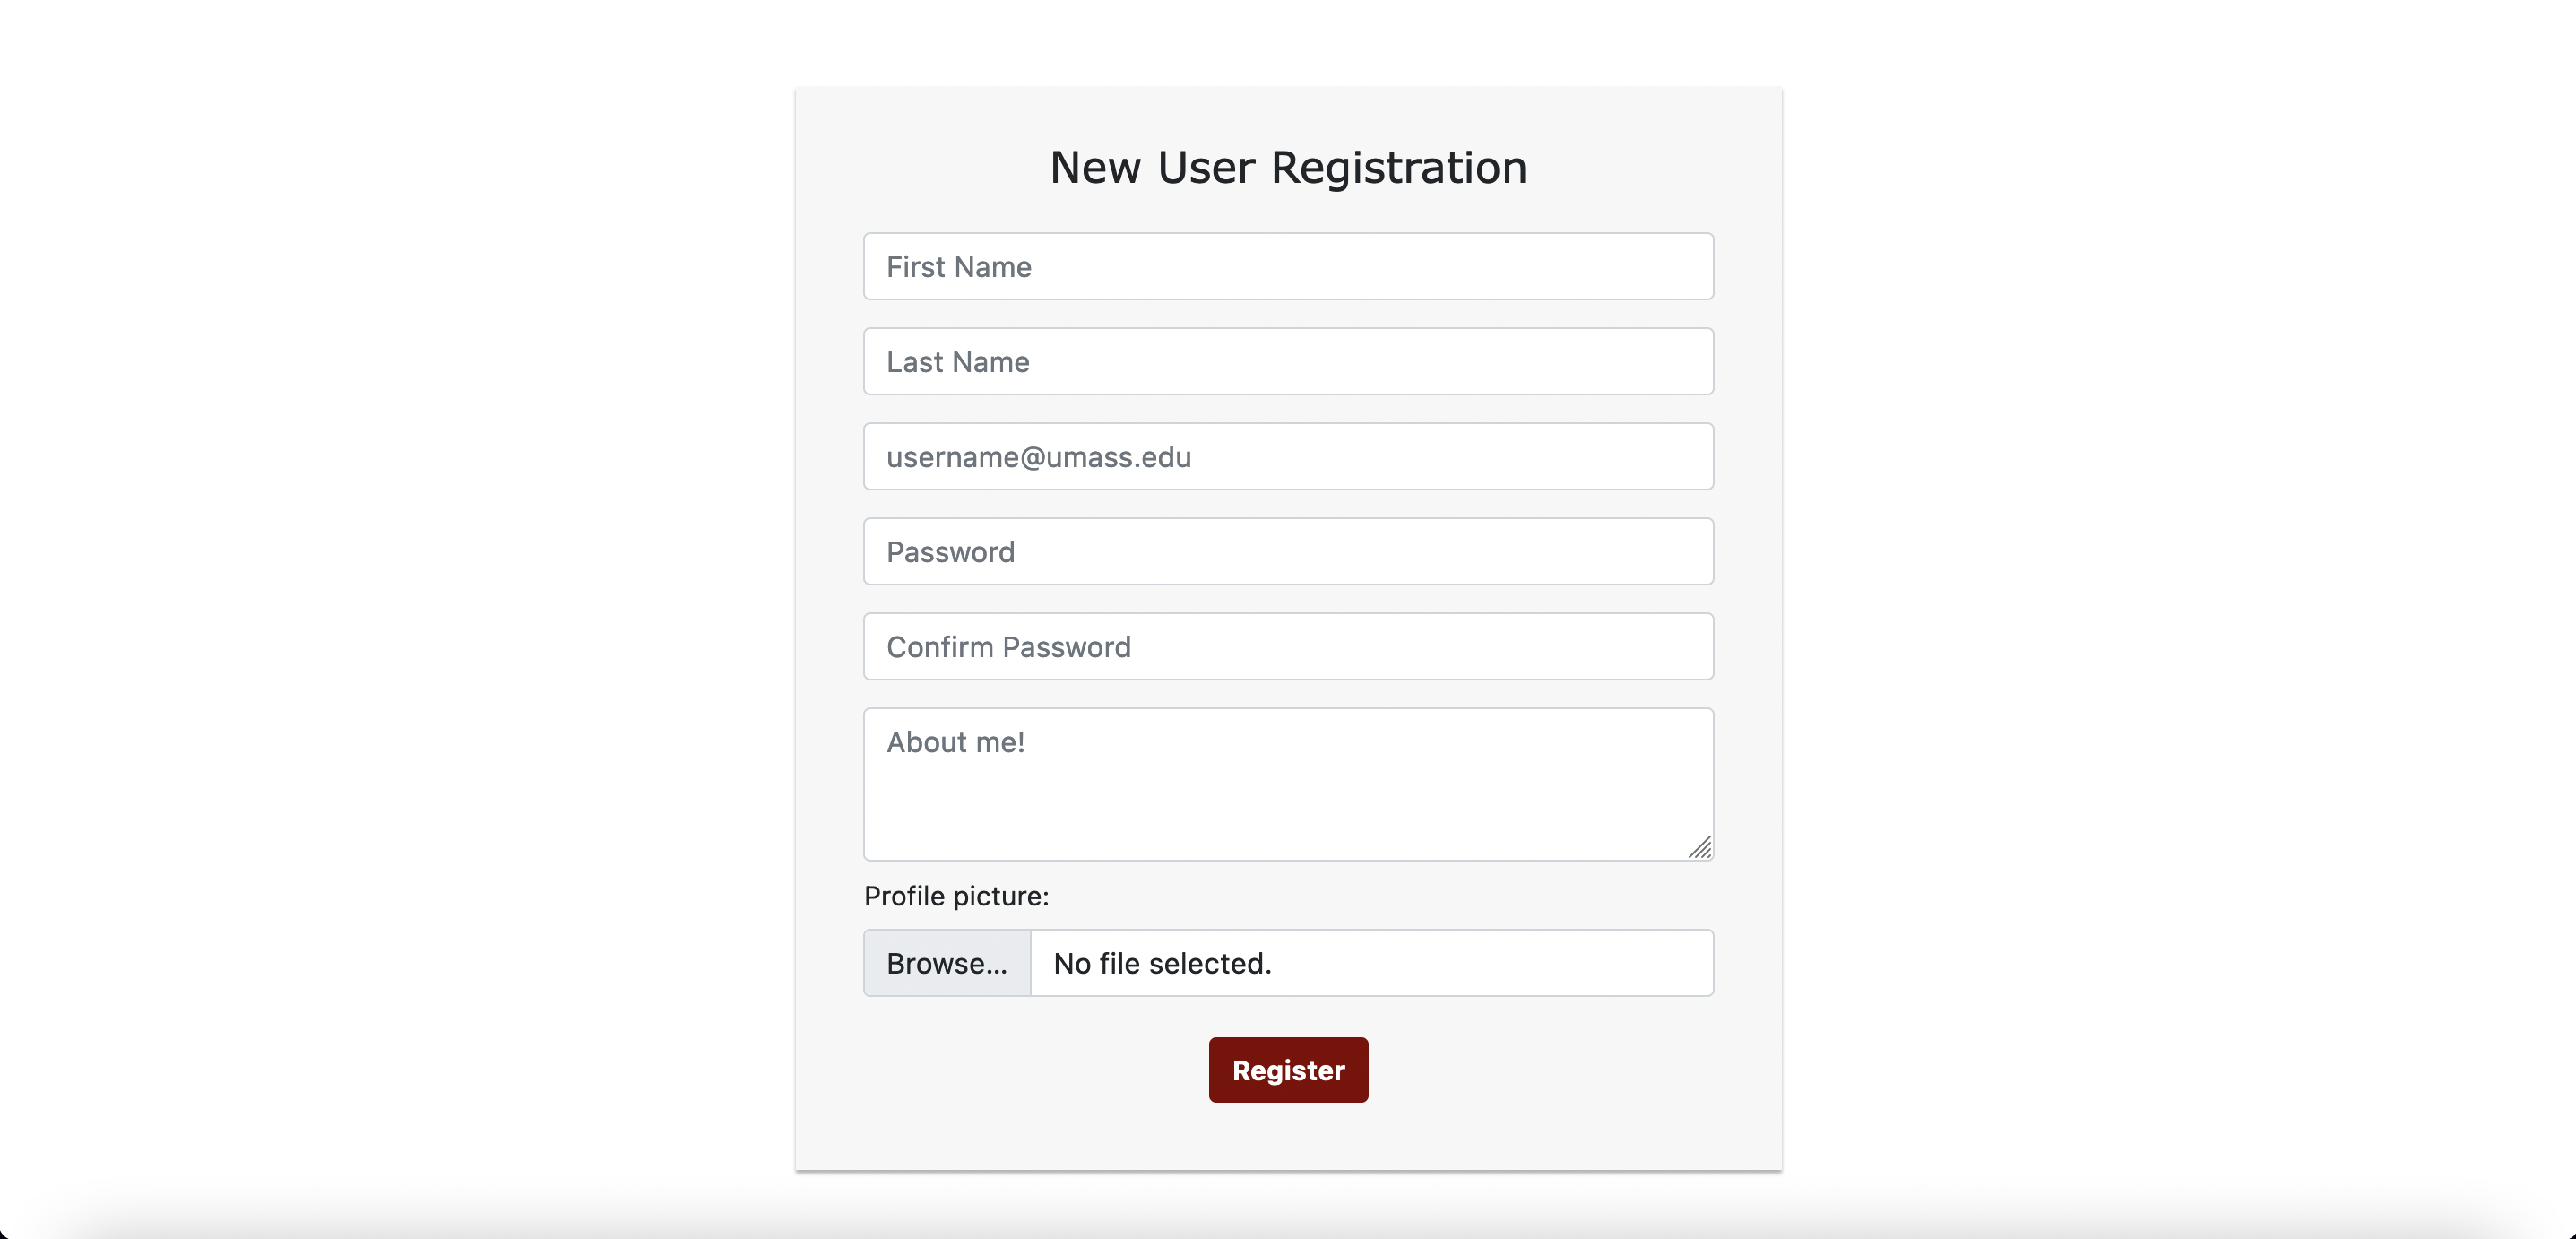 New User Registration
First Name
Last Name
username@umass.edu
Password
Confirm Password
About me!
Profile picture:
Browse... No file selected.
Register